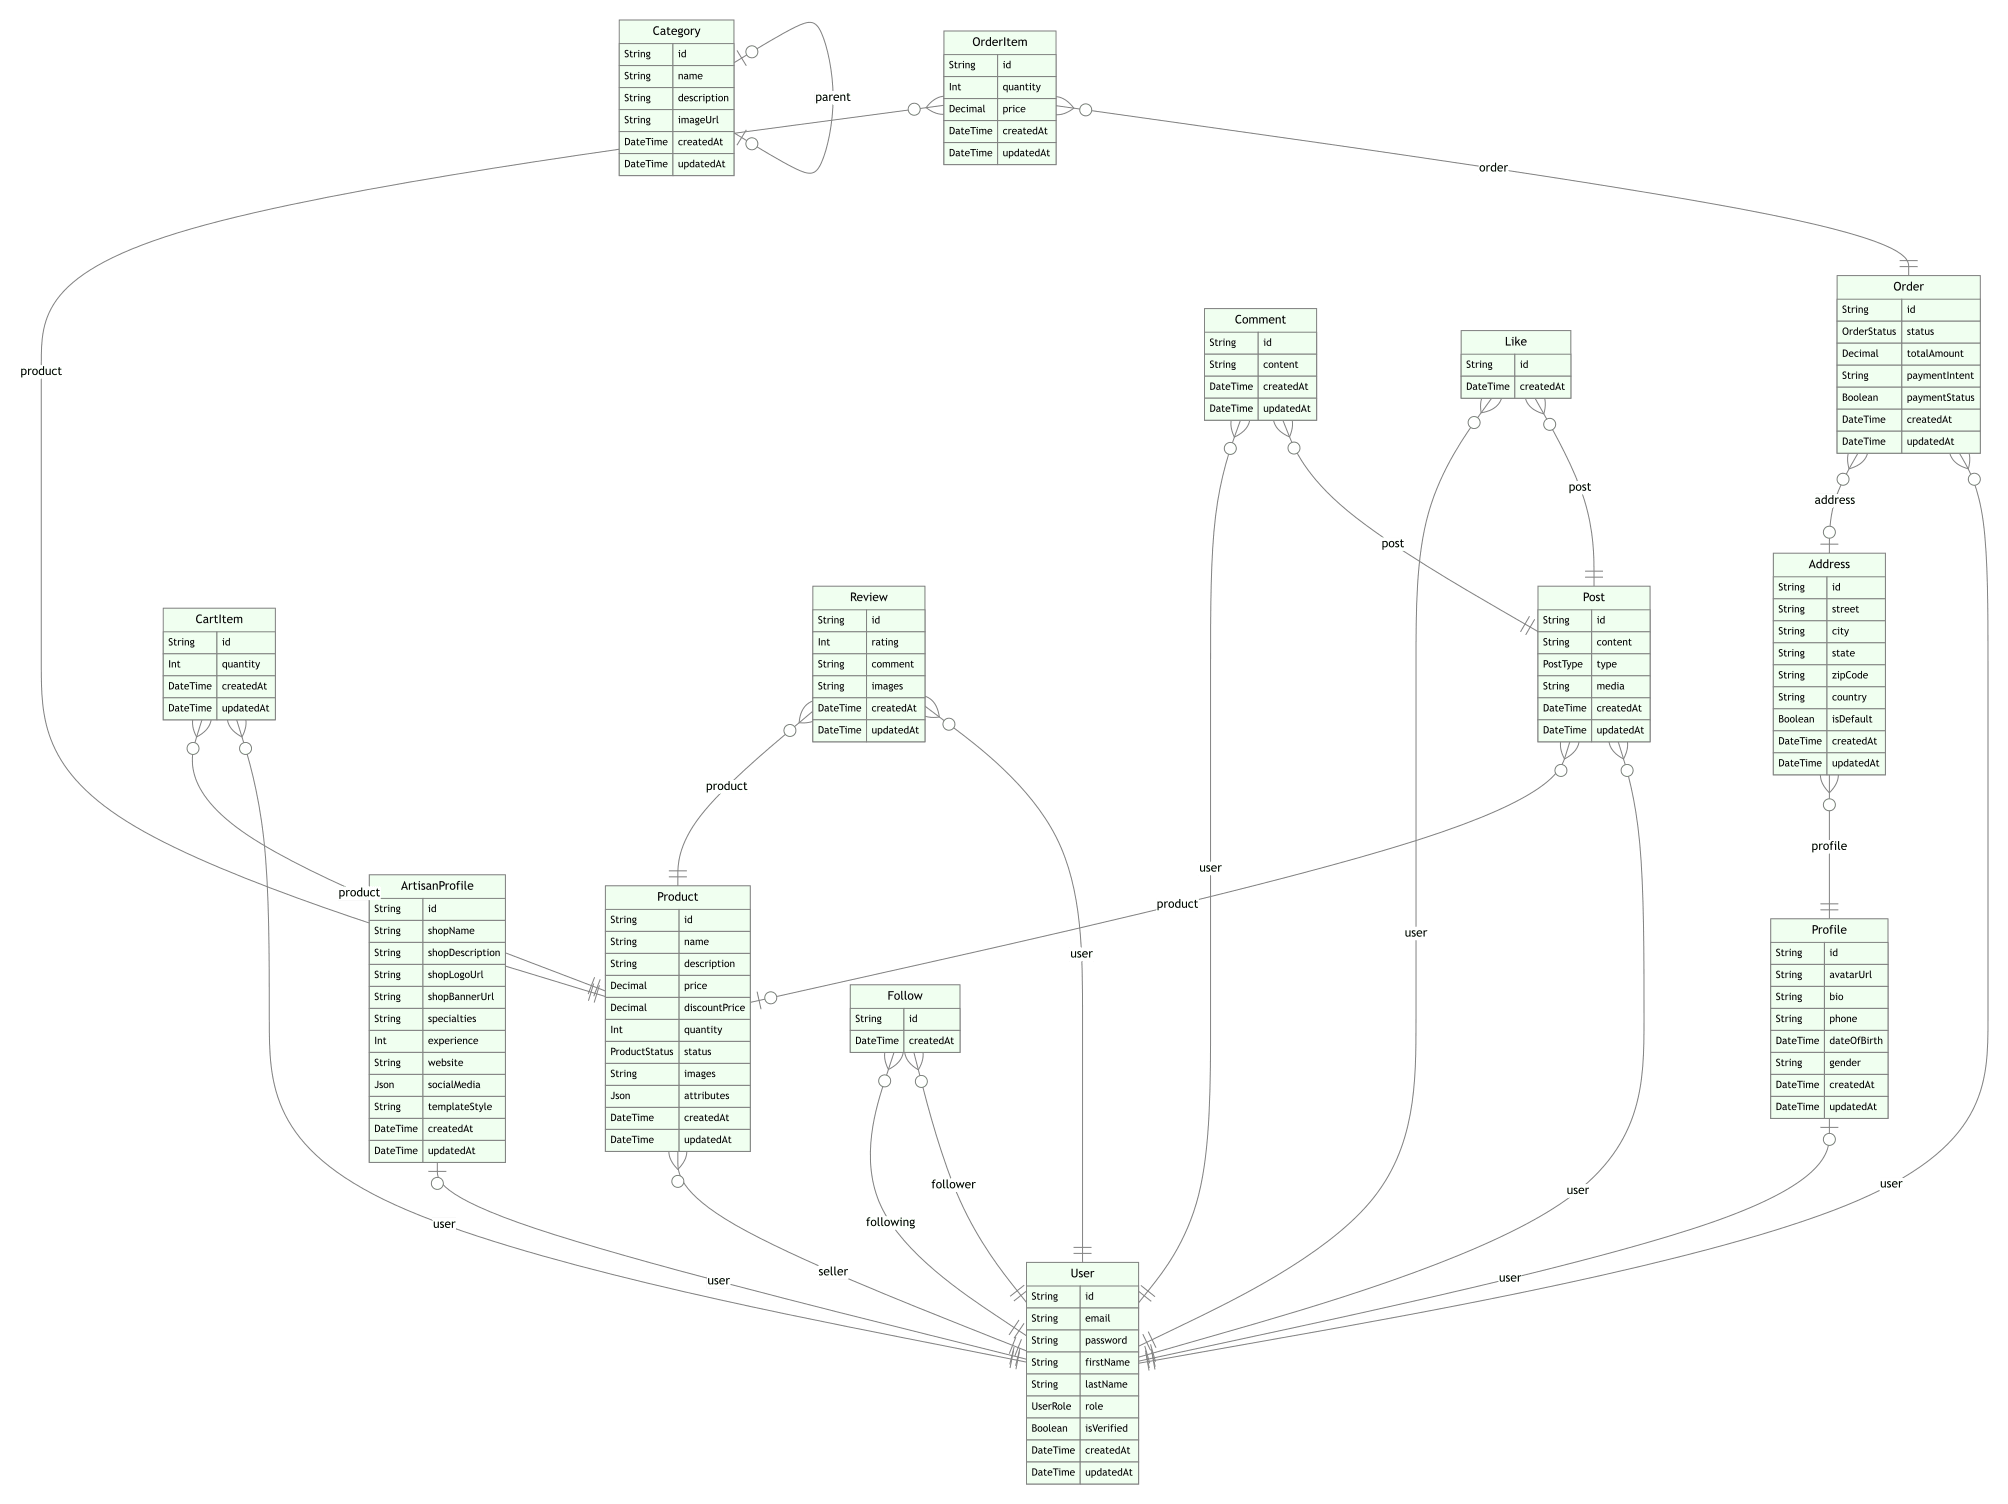 Category
String id
String name
String description
String imageUrl
DateTime createdAt
DateTime updatedAt
parent
OrderItem
String id
Int quantity
Decimal price
DateTime createdAt
DateTime updatedAt
order
product
Order
String id
OrderStatus status
Decimal totalAmount
String paymentIntent
Boolean paymentStatus
DateTime createdAt
DateTime updatedAt
Comment
String id
String content
DateTime createdAt
DateTime updatedAt
Like
String id
DateTime createdAt
post
address
post
Address
String id
String street
String city
String state
String zipCode
String country
Boolean isDefault
DateTime createdAt
DateTime updatedAt
Review
String id
Int rating
String comment
String images
DateTime createdAt
DateTime updatedAt
Post
String id
String content
PostType type
String media
DateTime createdAt
DateTime updatedAt
CartItem
String id
Int quantity
DateTime createdAt
DateTime updatedAt
product
profile
user
product
product
user
user
ArtisanProfile
String id
String shopName
String shopDescription
String shopLogoUrl
String shopBannerUrl
String specialties
Int experience
String website
Json socialMedia
String templateStyle
DateTime createdAt
DateTime updatedAt
Product
String id
String name
String description
Decimal price
Decimal discountPrice
Int quantity
ProductStatus status
String images
Json attributes
DateTime createdAt
DateTime updatedAt
Follow
String id
DateTime createdAt
Profile
String id
String avatarUrl
String bio
String phone
DateTime dateOfBirth
String gender
DateTime createdAt
DateTime updatedAt
follower
user
user
following
user
seller
user
user
User
String id
String email
String password
String firstName
String lastName
UserRole role
Boolean isVerified
DateTime createdAt
DateTime updatedAt